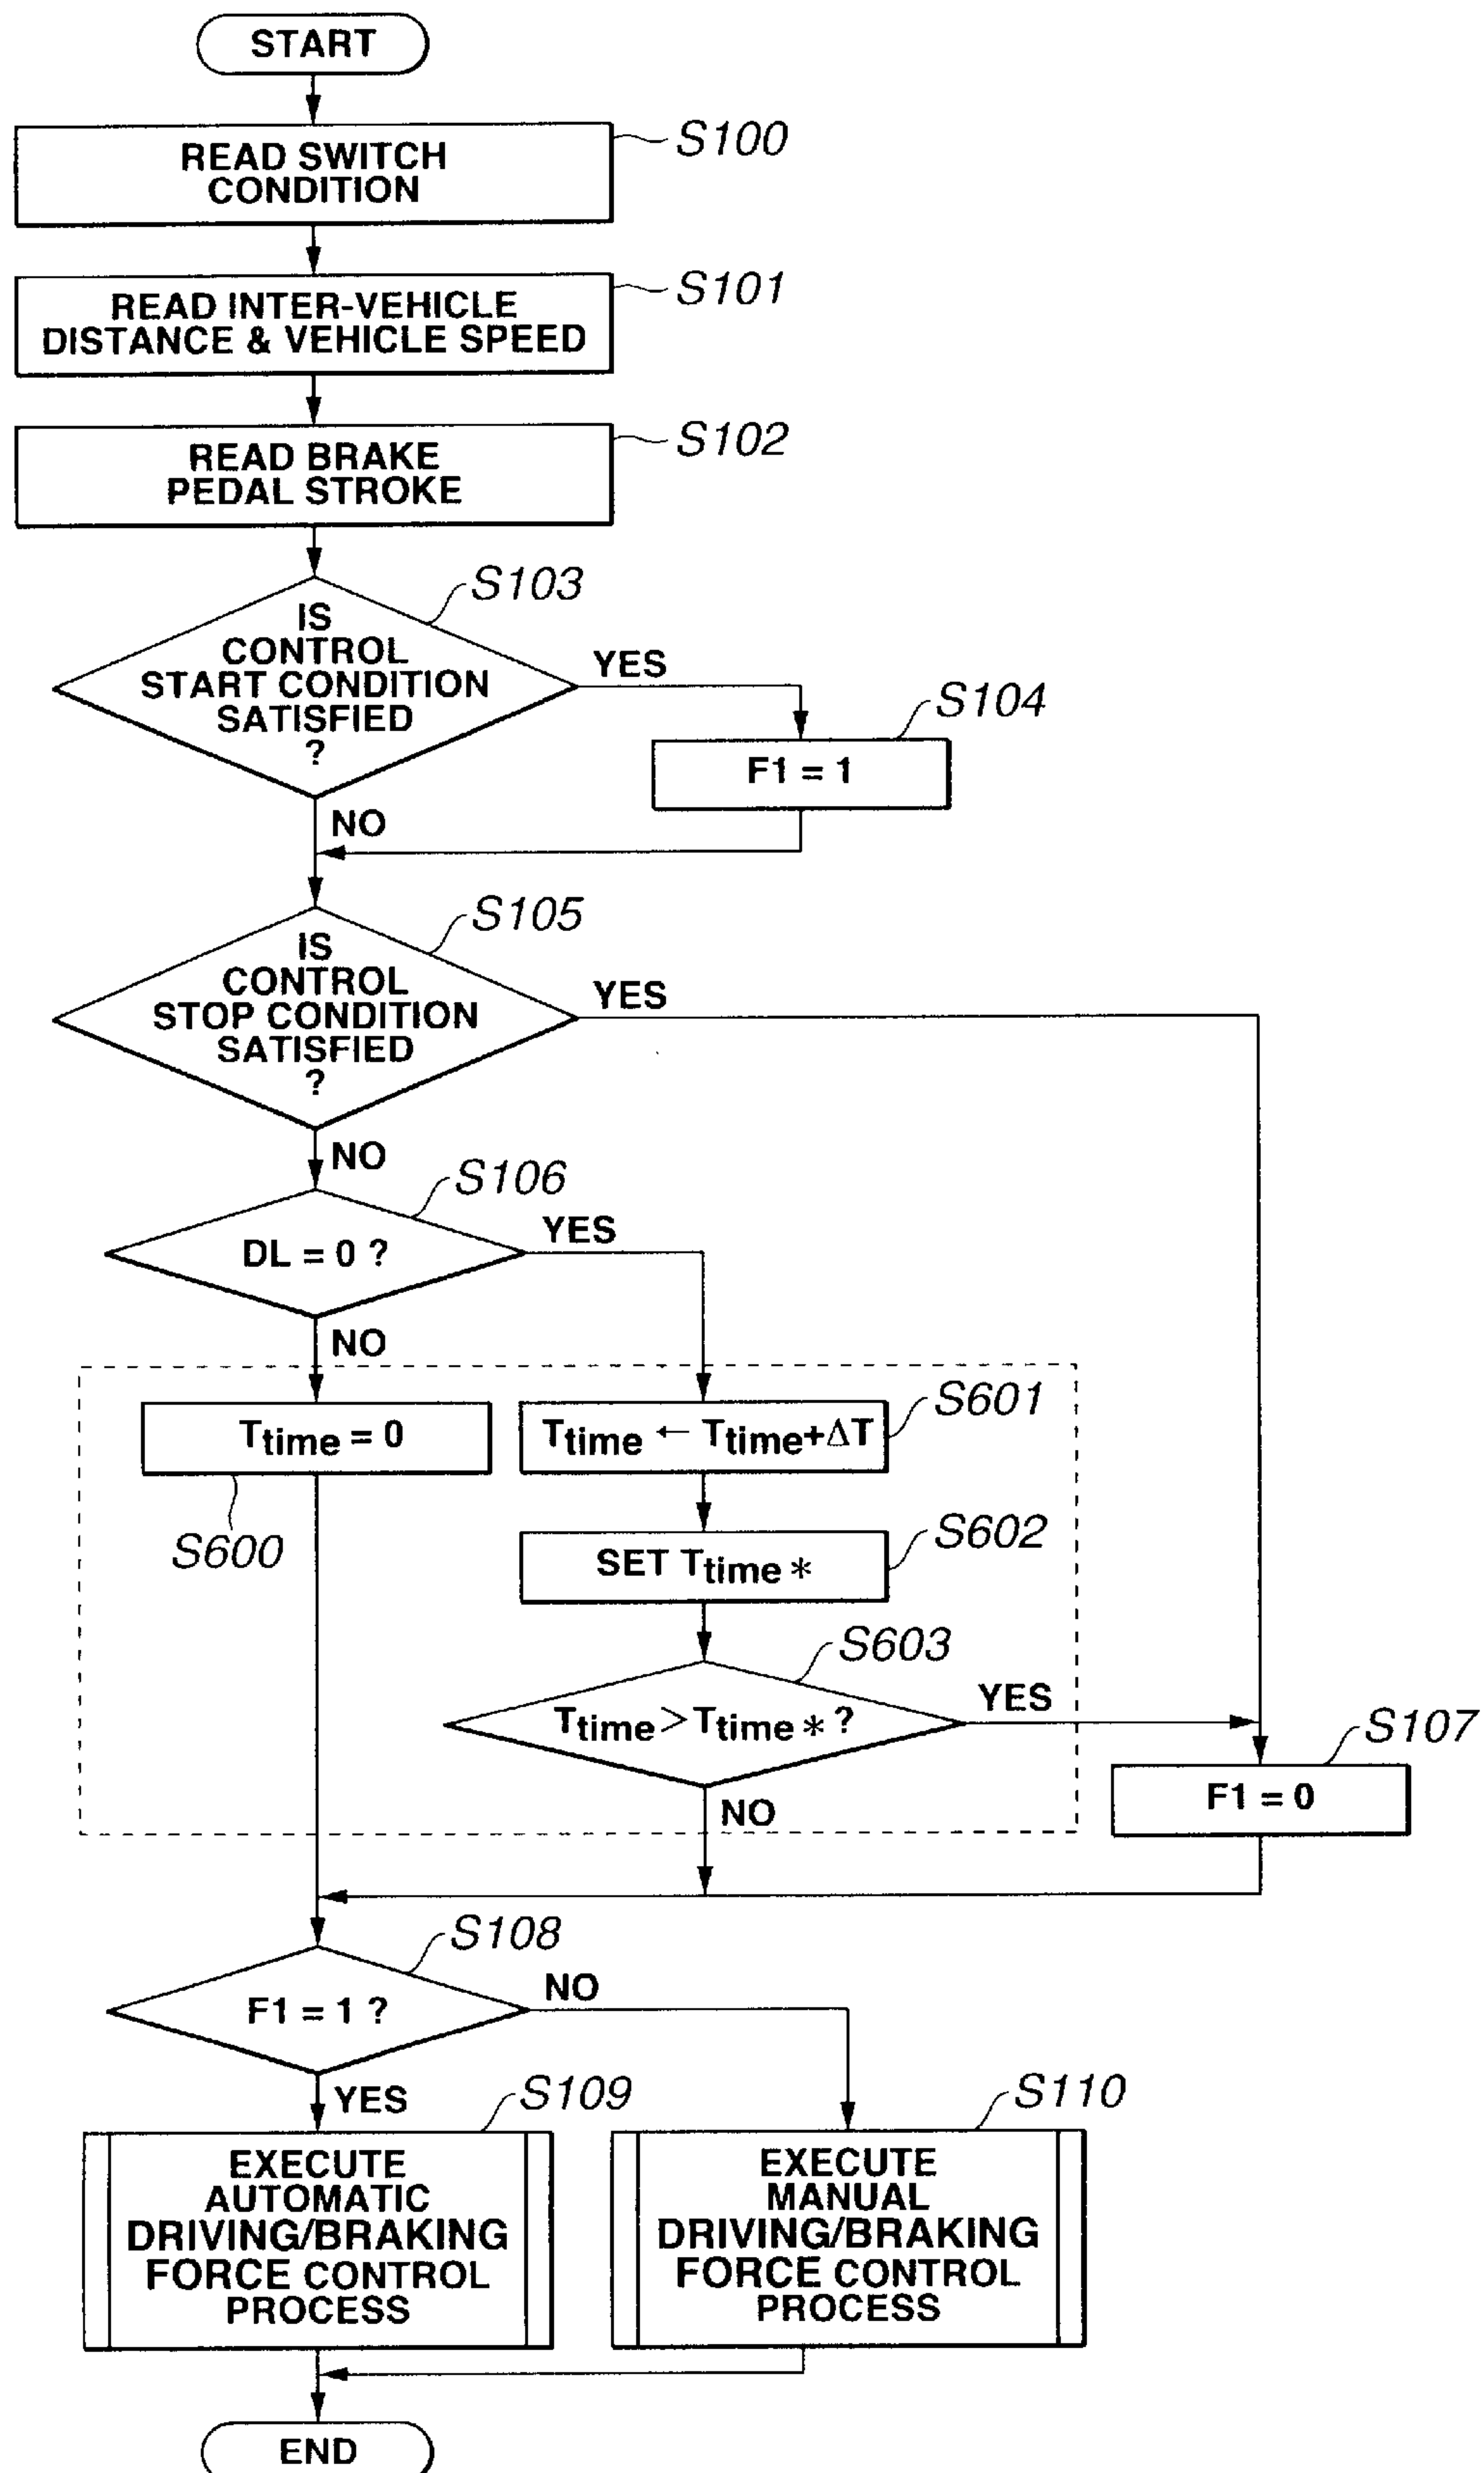 START
READ SWITCH
CONDITION
S100
READ INTER-VEHICLE
DISTANCE & VEHICLE SPEED
S101
READ BRAKE
PEDAL STROKE
S102
S103
IS
CONTROL
START CONDITION
SATISFIED
?
YES
S104
F1 = 1
NO
S105
IS
CONTROL
STOP CONDITION
SATISFIED
?
YES
NO
S106
DL = 0 ?
YES
NO
Ttime = 0
S600
Ttime ← Ttime+ΔT
S601
SET Ttime *
S602
S603
Ttime > Ttime * ?
YES
S107
F1 = 0
NO
S108
F1 = 1 ?
NO
YES
S109
EXECUTE
AUTOMATIC
DRIVING/BRAKING
FORCE CONTROL
PROCESS
S110
EXECUTE
MANUAL
DRIVING/BRAKING
FORCE CONTROL
PROCESS
END